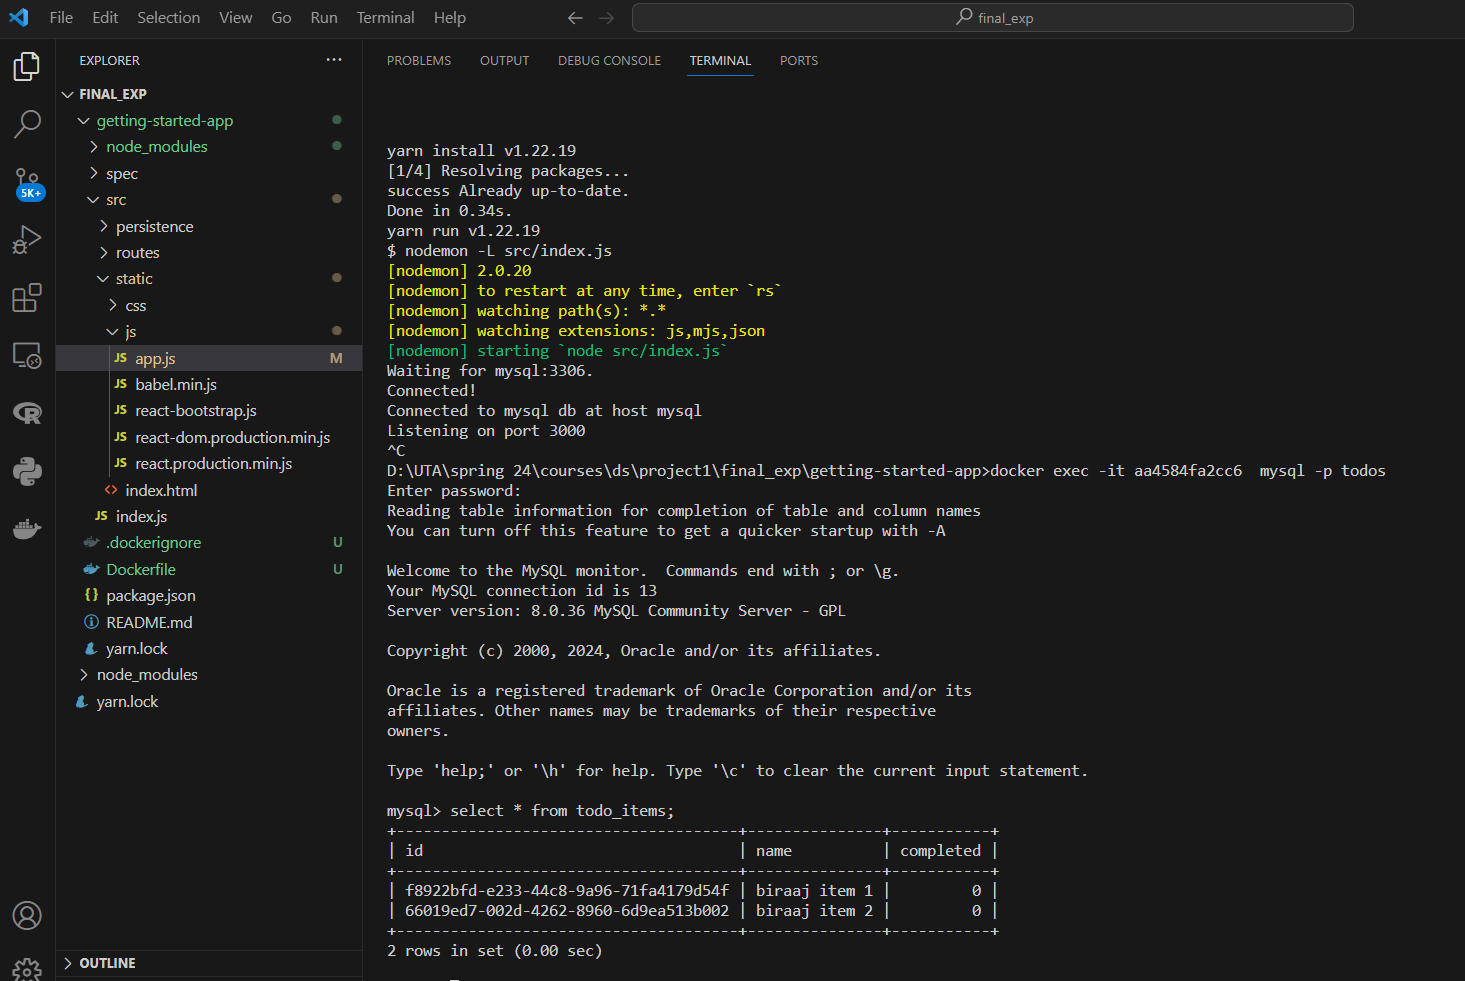 File Edit Selection View Go Run Terminal Help
final_exp
EXPLORER
PROBLEMS OUTPUT DEBUG CONSOLE TERMINAL PORTS
FINAL_EXP
getting-started-app
node_modules
spec
5K+
src
persistence
routes
static
css
js
JS app.js M
JS babel.min.js
JS react-bootstrap.js
JS react-dom.production.min.js
JS react.production.min.js
<> index.html
JS index.js
.dockerignore U
Dockerfile U
{} package.json
README.md
yarn.lock
node_modules
yarn.lock
OUTLINE
yarn install v1.22.19
[1/4] Resolving packages...
success Already up-to-date.
Done in 0.34s.
yarn run v1.22.19
$ nodemon -L src/index.js
[nodemon] 2.0.20
[nodemon] to restart at any time, enter `rs`
[nodemon] watching path(s): *.*
[nodemon] watching extensions: js,mjs,json
[nodemon] starting `node src/index.js`
Waiting for mysql:3306.
Connected!
Connected to mysql db at host mysql
Listening on port 3000
^C
D:\UTA\spring 24\courses\ds\project1\final_exp\getting-started-app>docker exec -it aa4584fa2cc6  mysql -p todos
Enter password:
Reading table information for completion of table and column names
You can turn off this feature to get a quicker startup with -A
Welcome to the MySQL monitor.  Commands end with ; or \g.
Your MySQL connection id is 13
Server version: 8.0.36 MySQL Community Server - GPL
Copyright (c) 2000, 2024, Oracle and/or its affiliates.
Oracle is a registered trademark of Oracle Corporation and/or its
affiliates. Other names may be trademarks of their respective
owners.
Type 'help;' or '\h' for help. Type '\c' to clear the current input statement.
mysql> select * from todo_items;
+--------------------------------------+---------------+-----------+
| id                                   | name          | completed |
+--------------------------------------+---------------+-----------+
| f8922bfd-e233-44c8-9a96-71fa4179d54f | biraaj item 1 |         0 |
| 66019ed7-002d-4262-8960-6d9ea513b002 | biraaj item 2 |         0 |
+--------------------------------------+---------------+-----------+
2 rows in set (0.00 sec)